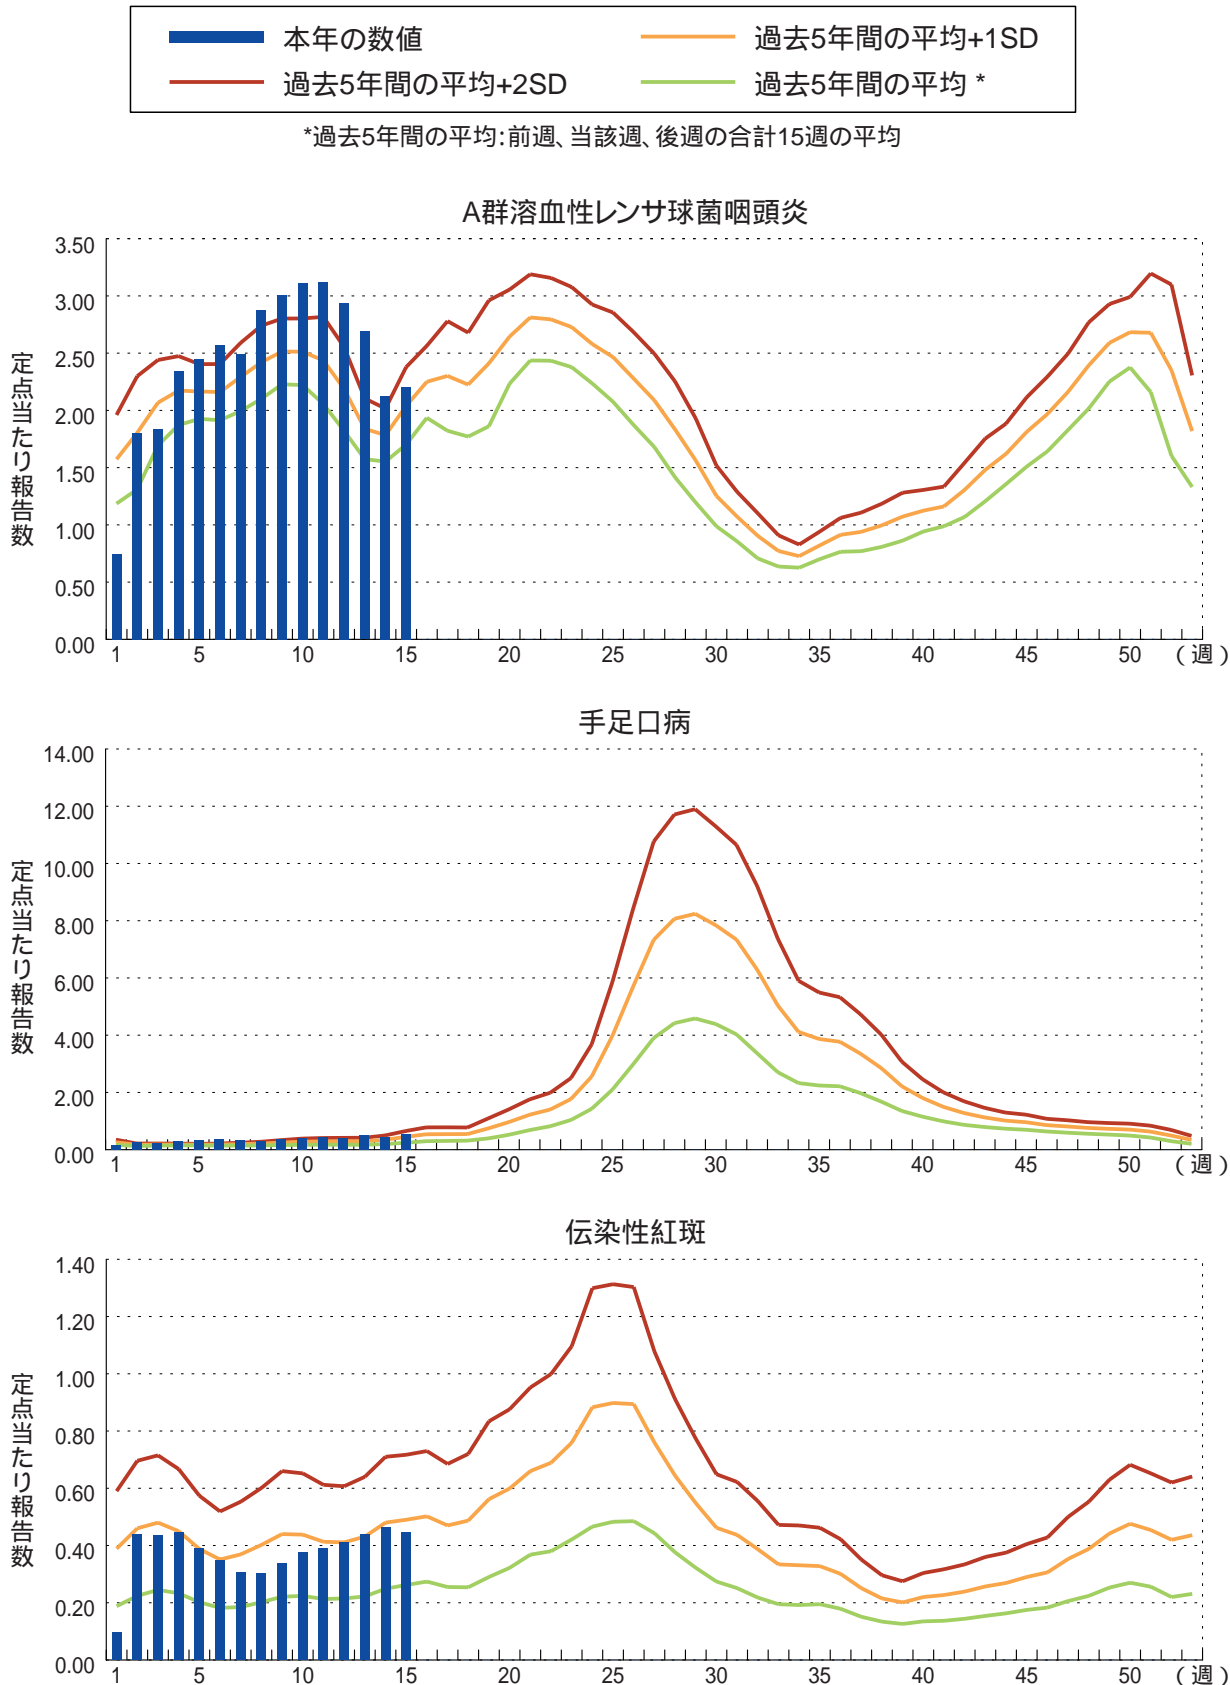 本年の数値
過去5年間の平均+1SD
過去5年間の平均+2SD
過去5年間の平均 *
*過去5年間の平均:前週、当該週、後週の合計15週の平均
A群溶血性レンサ球菌咽頭炎
定点当たり報告数
3.50
3.00
2.50
2.00
1.50
1.00
0.50
0.00
1 5 10 15 20 25 30 35 40 45 50 (週)
手足口病
定点当たり報告数
14.00
12.00
10.00
8.00
6.00
4.00
2.00
0.00
1 5 10 15 20 25 30 35 40 45 50 (週)
伝染性紅斑
定点当たり報告数
1.40
1.20
1.00
0.80
0.60
0.40
0.20
0.00
1 5 10 15 20 25 30 35 40 45 50 (週)